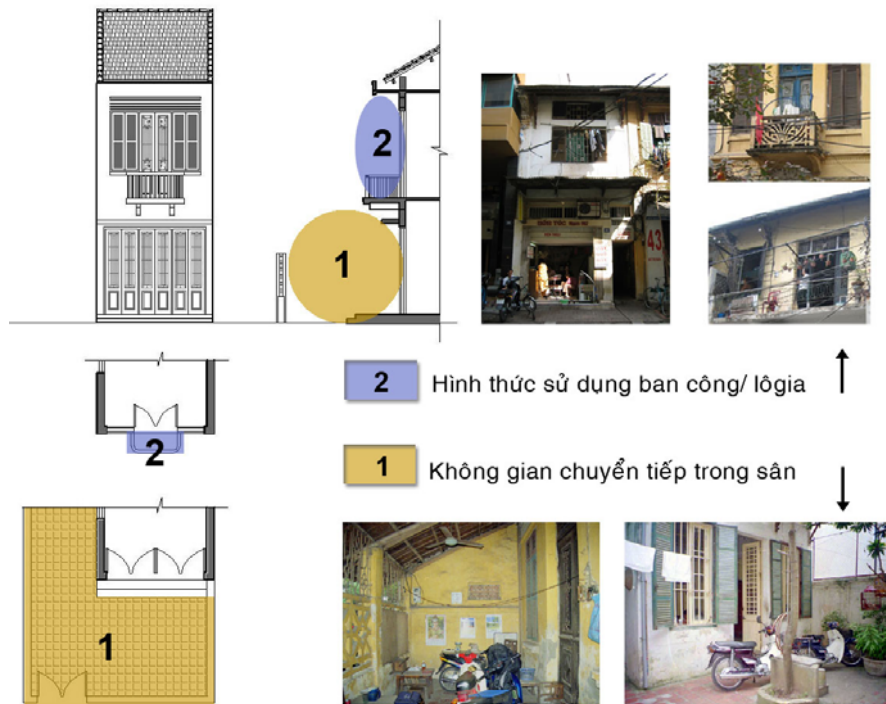 2
1
43
2
2 Hình thức sử dụng ban công/ lôgia
1 Không gian chuyển tiếp trong sân
1